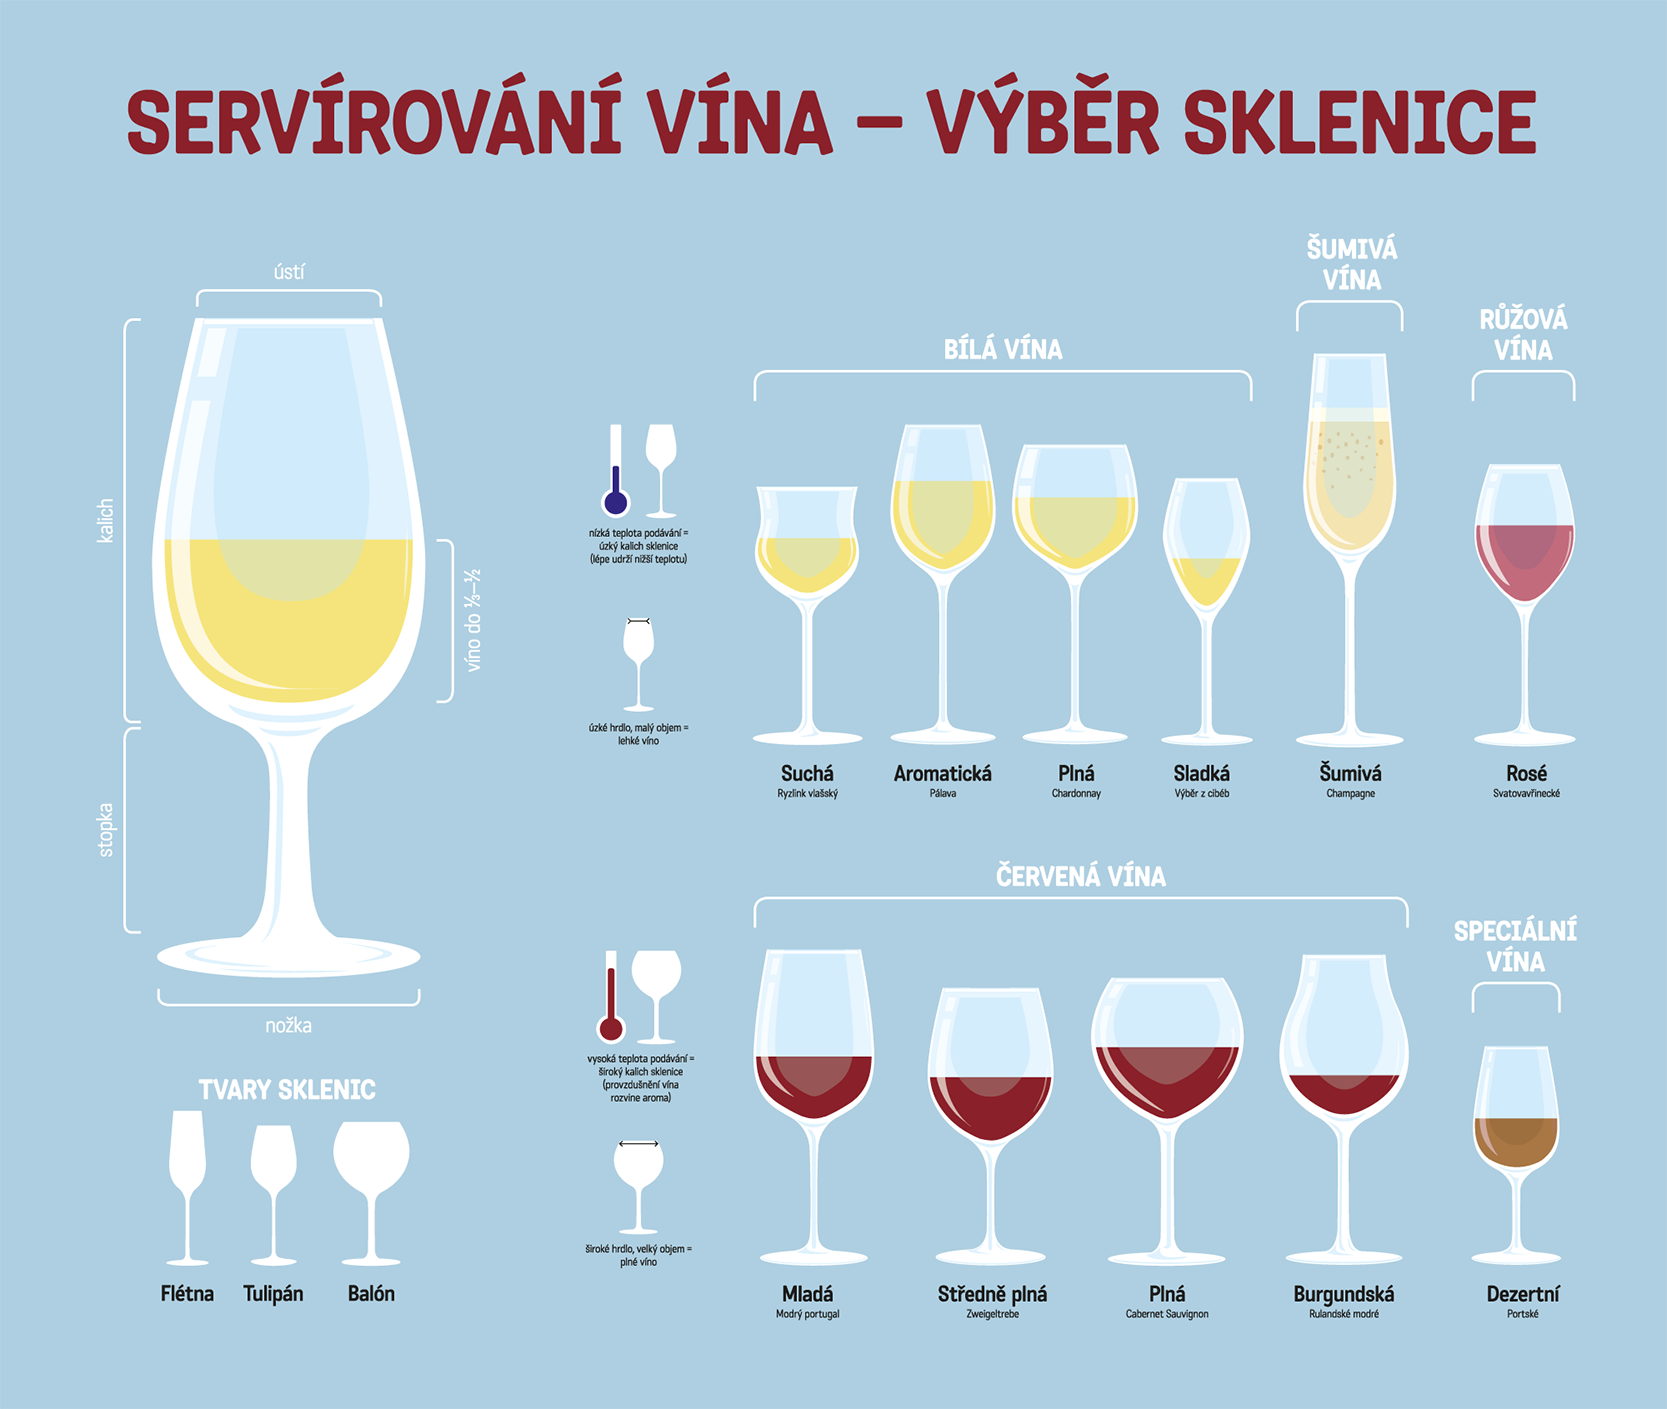 SERVÍROVÁNÍ VÍNA – VÝBĚR SKLENICE
ústí
kalich
víno do ⅓–½
stopka
nožka
TVARY SKLENIC
Flétna
Tulipán
Balón
nízká teplota podávání =
úzký kalich sklenice
(lépe udrží nižší teplotu)
úzké hrdlo, malý objem =
lehké víno
BÍLÁ VÍNA
Suchá
Ryzlink vlašský
Aromatická
Pálava
Plná
Chardonnay
Sladká
Výběr z cibéb
ŠUMIVÁ
VÍNA
Šumivá
Champagne
RŮŽOVÁ
VÍNA
Rosé
Svatovavřinecké
vysoká teplota podávání =
široký kalich sklenice
(provzdušnění vína
rozvine aroma)
široké hrdlo, velký objem =
plné víno
ČERVENÁ VÍNA
Mladá
Modrý portugal
Středně plná
Zweigeltrebe
Plná
Cabernet Sauvignon
Burgundská
Rulandské modré
SPECIÁLNÍ
VÍNA
Dezertní
Portské